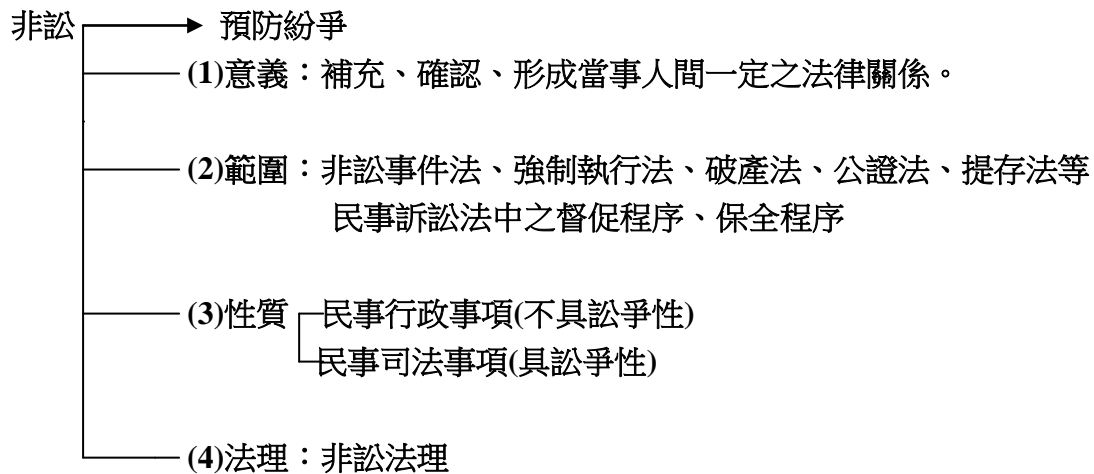 非訟 預防紛爭
(1)意義：補充、確認、形成當事人間一定之法律關係。
(2)範圍：非訟事件法、強制執行法、破產法、公證法、提存法等
民事訴訟法中之督促程序、保全程序
(3)性質 民事行政事項(不具訟爭性)
民事司法事項(具訟爭性)
(4)法理：非訟法理